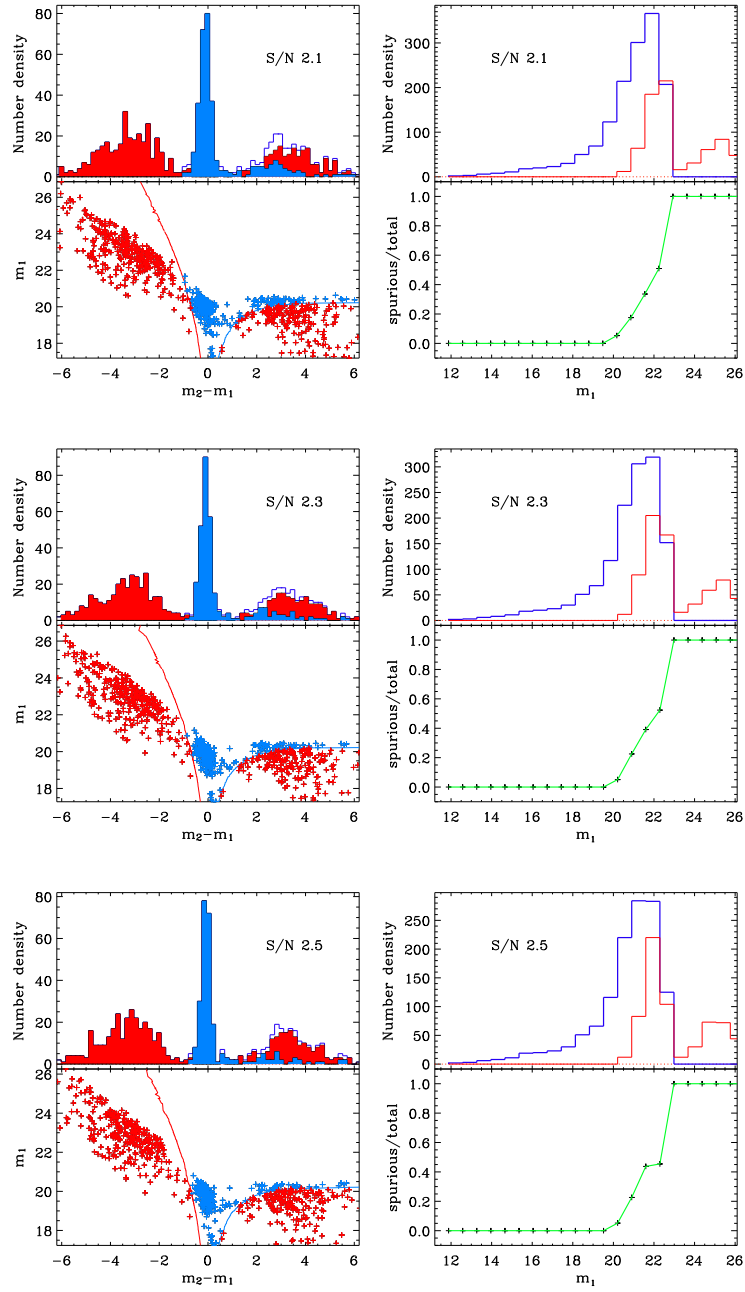 80
60
40
20
0
Number density
S/N 2.1
300
200
100
0
Number density
S/N 2.1
26
24
22
20
18
m1
-6 -4 -2 0 2 4 6
m2-m1
1.0
0.8
0.6
0.4
0.2
0.0
spurious/total
12 14 16 18 20 22 24 26
m1
80
60
40
20
0
Number density
S/N 2.3
300
250
200
150
100
50
0
Number density
S/N 2.3
26
24
22
20
18
m1
-6 -4 -2 0 2 4 6
m2-m1
1.0
0.8
0.6
0.4
0.2
0.0
spurious/total
12 14 16 18 20 22 24 26
m1
80
60
40
20
0
Number density
S/N 2.5
250
200
150
100
50
0
Number density
S/N 2.5
26
24
22
20
18
m1
-6 -4 -2 0 2 4 6
m2-m1
1.0
0.8
0.6
0.4
0.2
0.0
spurious/total
12 14 16 18 20 22 24 26
m1